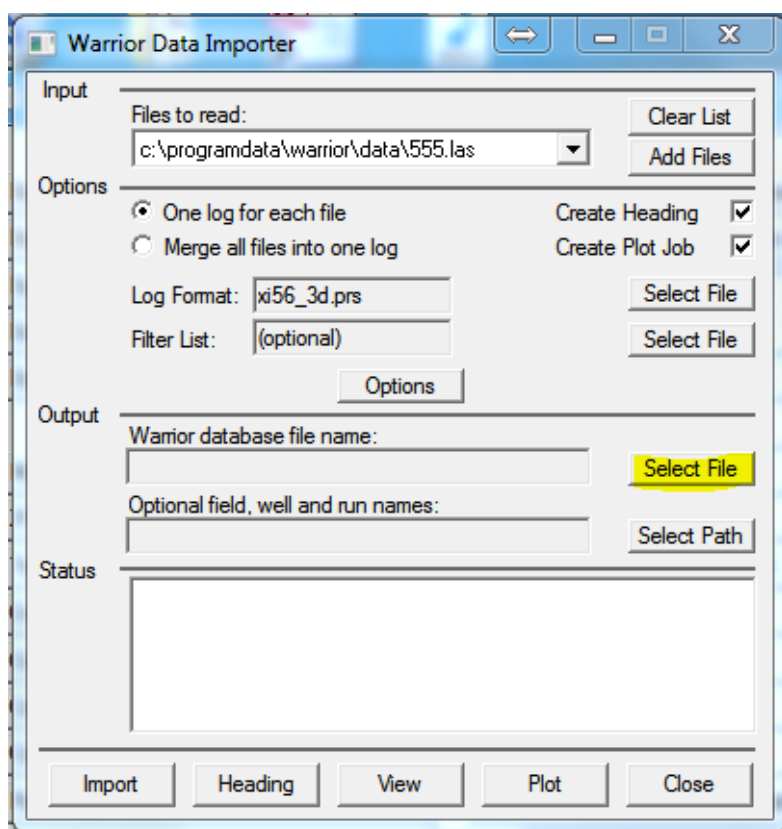 Warrior Data Importer
Input
Files to read:
Clear List
c:\programdata\warrior\data\555.las
Add Files
Options
One log for each file
Create Heading
Merge all files into one log
Create Plot Job
Log Format:
xi56_3d.prs
Select File
Filter List:
(optional)
Select File
Options
Output
Warrior database file name:
Select File
Optional field, well and run names:
Select Path
Status
Import
Heading
View
Plot
Close